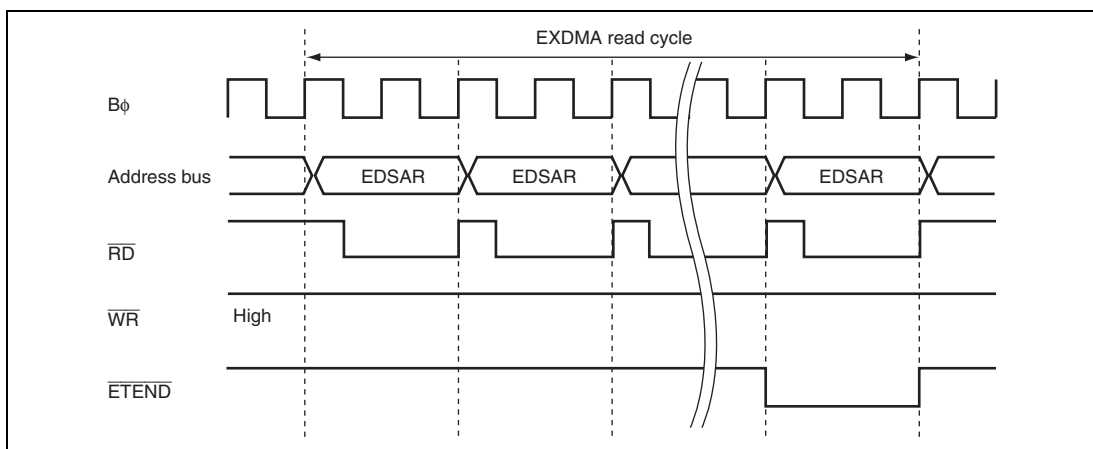 EXDMA read cycle
Bϕ
Address bus EDSAR EDSAR EDSAR
RD
WR High
ETEND